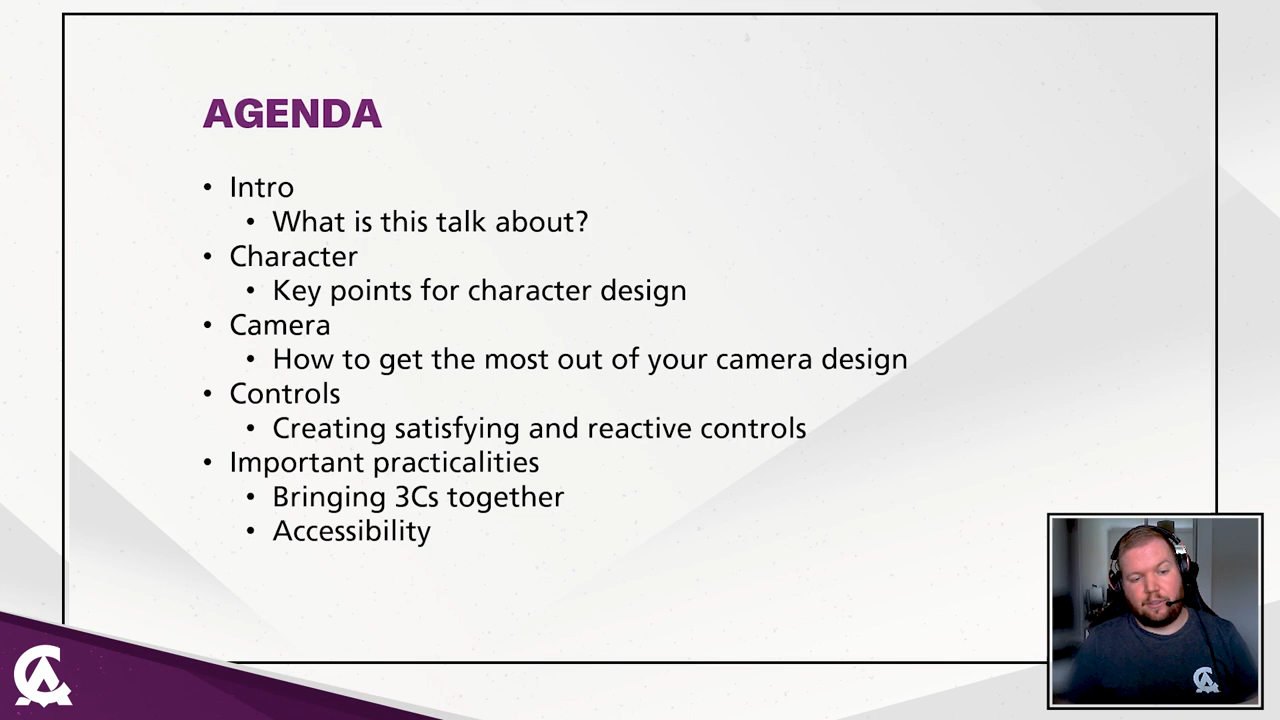 AGENDA
• Intro
• What is this talk about?
• Character
• Key points for character design
• Camera
• How to get the most out of your camera design
• Controls
• Creating satisfying and reactive controls
• Important practicalities
• Bringing 3Cs together
• Accessibility